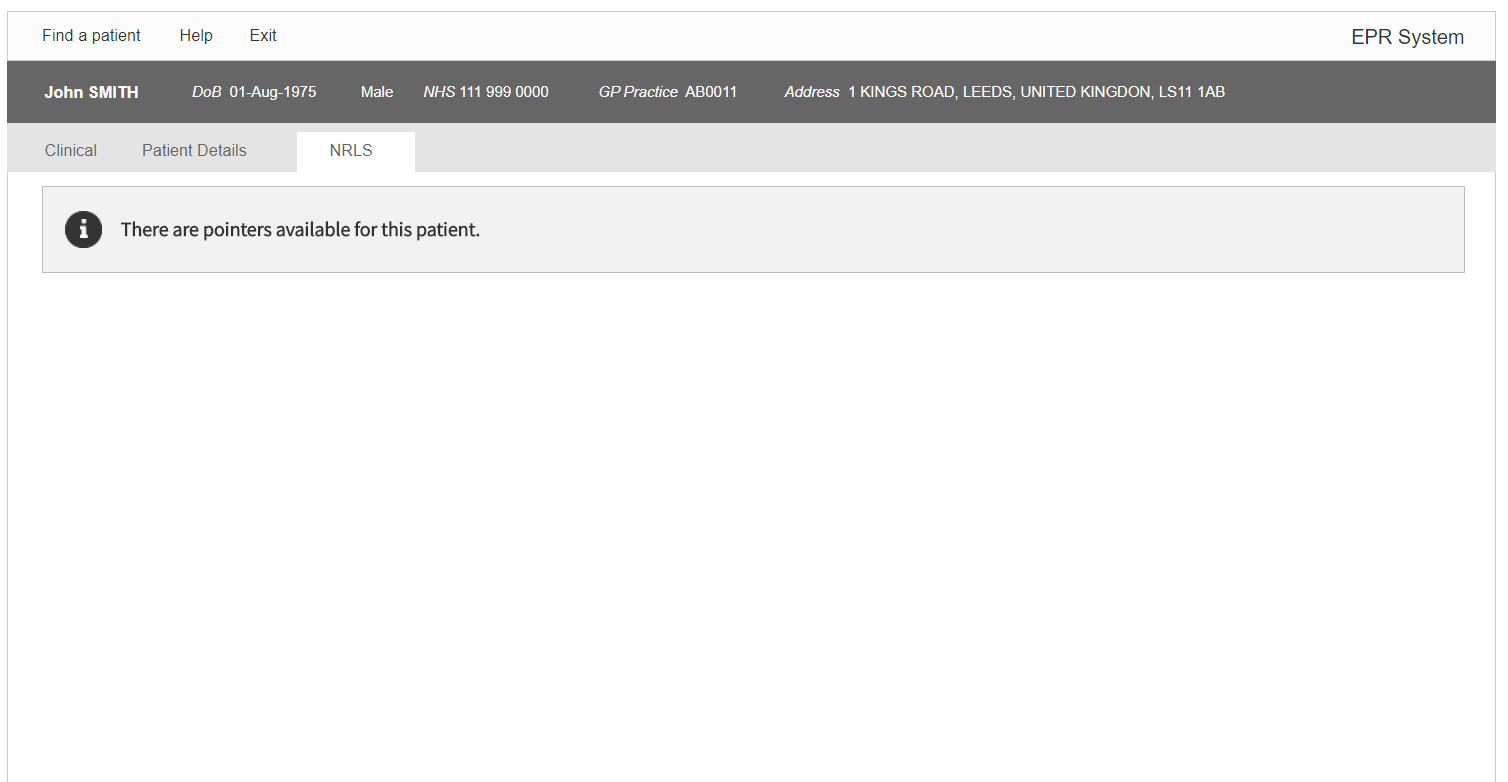 Find a patient Help Exit EPR System
John SMITH DoB 01-Aug-1975 Male NHS 111 999 0000 GP Practice AB0011 Address 1 KINGS ROAD, LEEDS, UNITED KINGDON, LS11 1AB
Clinical Patient Details NRLS
There are pointers available for this patient.